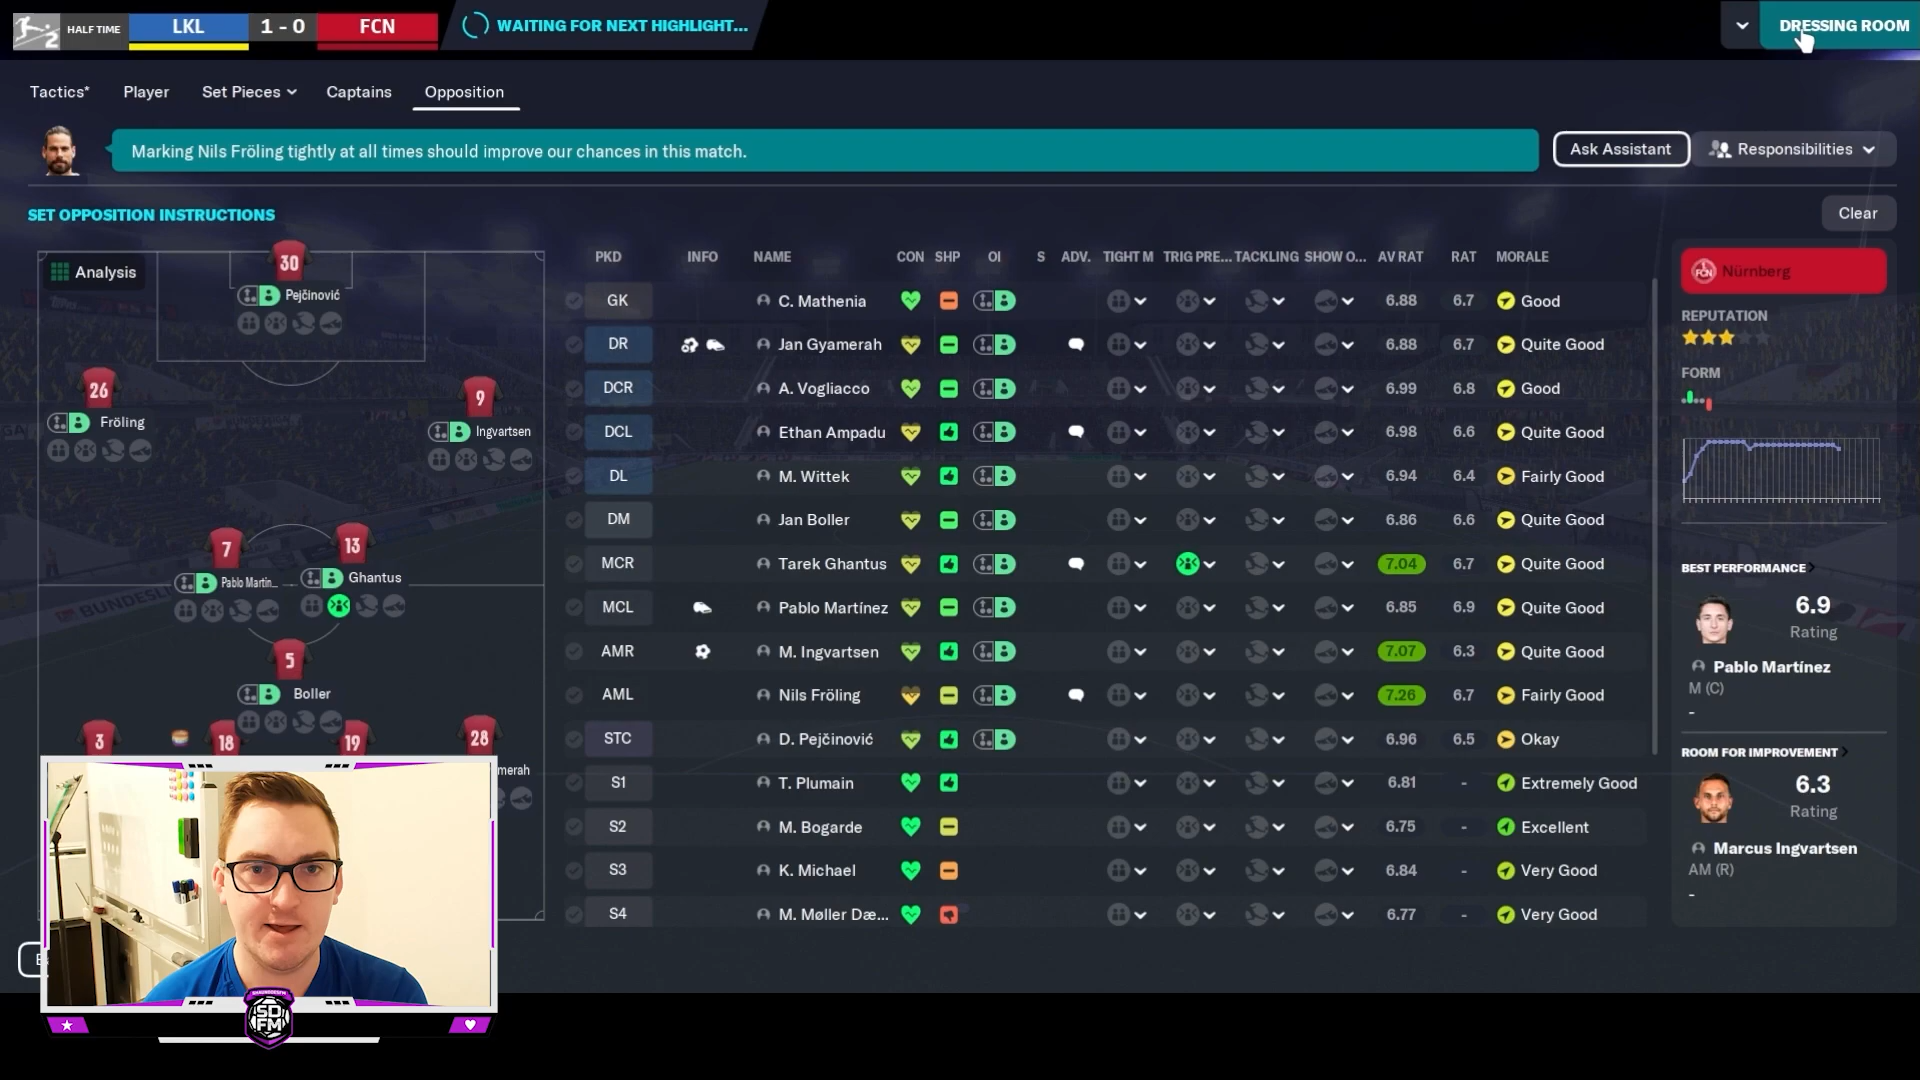 HALF TIME LKL 1 - 0 FCN WAITING FOR NEXT HIGHLIGHT... DRESSING ROOM
Tactics* Player Set Pieces Captains Opposition
Marking Nils Fröling tightly at all times should improve our chances in this match. Ask Assistant Responsibilities
SET OPPOSITION INSTRUCTIONS Clear
Analysis
30
Pejčinović
26
Fröling
9
Ingvartsen
7
Pablo Martín...
13
Ghantus
5
Boller
3 18 19 28
merah
PKD INFO NAME CON SHP OI S ADV. TIGHT M TRIG PRE... TACKLING SHOW O... AV RAT RAT MORALE
GK C. Mathenia 6.88 6.7 Good
DR Jan Gyamerah 6.88 6.7 Quite Good
DCR A. Vogliacco 6.99 6.8 Good
DCL Ethan Ampadu 6.98 6.6 Quite Good
DL M. Wittek 6.94 6.4 Fairly Good
DM Jan Boller 6.86 6.6 Quite Good
MCR Tarek Ghantus 7.04 6.7 Quite Good
MCL Pablo Martínez 6.85 6.9 Quite Good
AMR M. Ingvartsen 7.07 6.3 Quite Good
AML Nils Fröling 7.26 6.7 Fairly Good
STC D. Pejčinović 6.96 6.5 Okay
S1 T. Plumain 6.81 - Extremely Good
S2 M. Bogarde 6.75 - Excellent
S3 K. Michael 6.84 - Very Good
S4 M. Møller Dæ... 6.77 - Very Good
Nürnberg
REPUTATION
FORM
BEST PERFORMANCE
6.9
Rating
Pablo Martínez
M (C)
-
ROOM FOR IMPROVEMENT
6.3
Rating
Marcus Ingvartsen
AM (R)
-
SD
FM